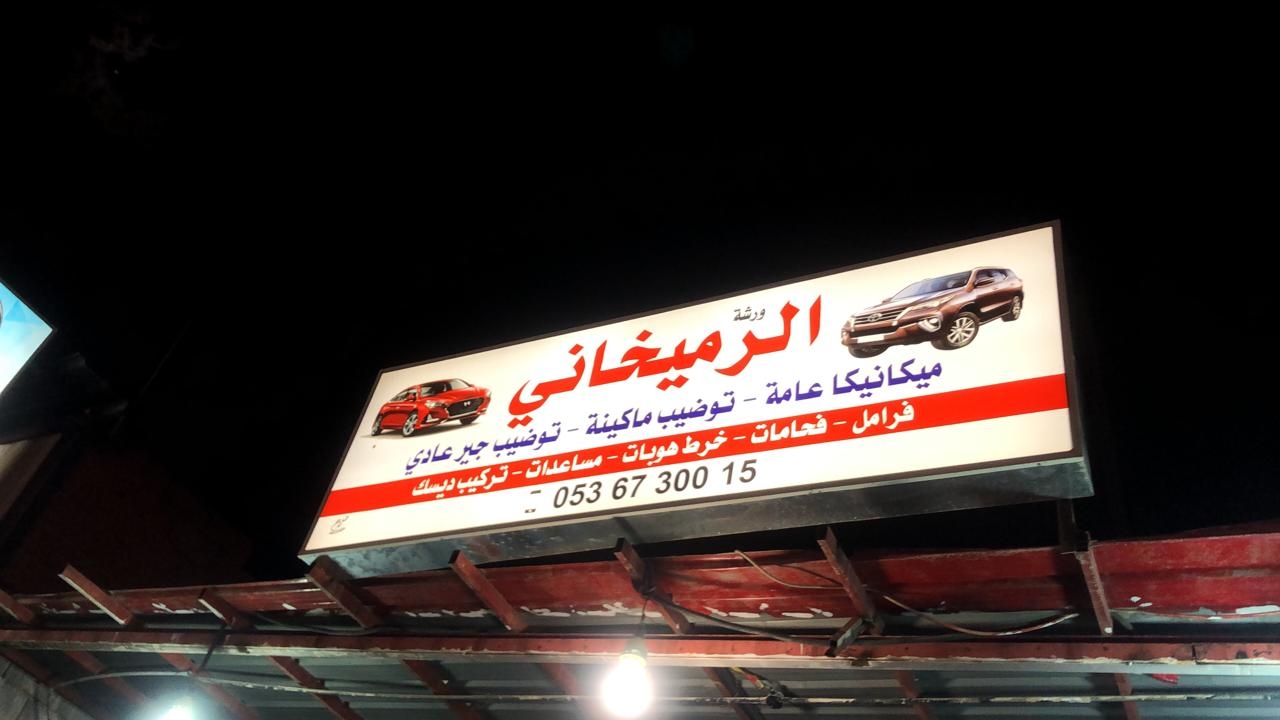 ورشة
الرميخاني
ميكانيكا عامة - توضيب ماكينة - توضيب جير عادي
فرامل - فحامات - خرط هوبات - مساعدات - تركيب ديسك
053 67 300 15